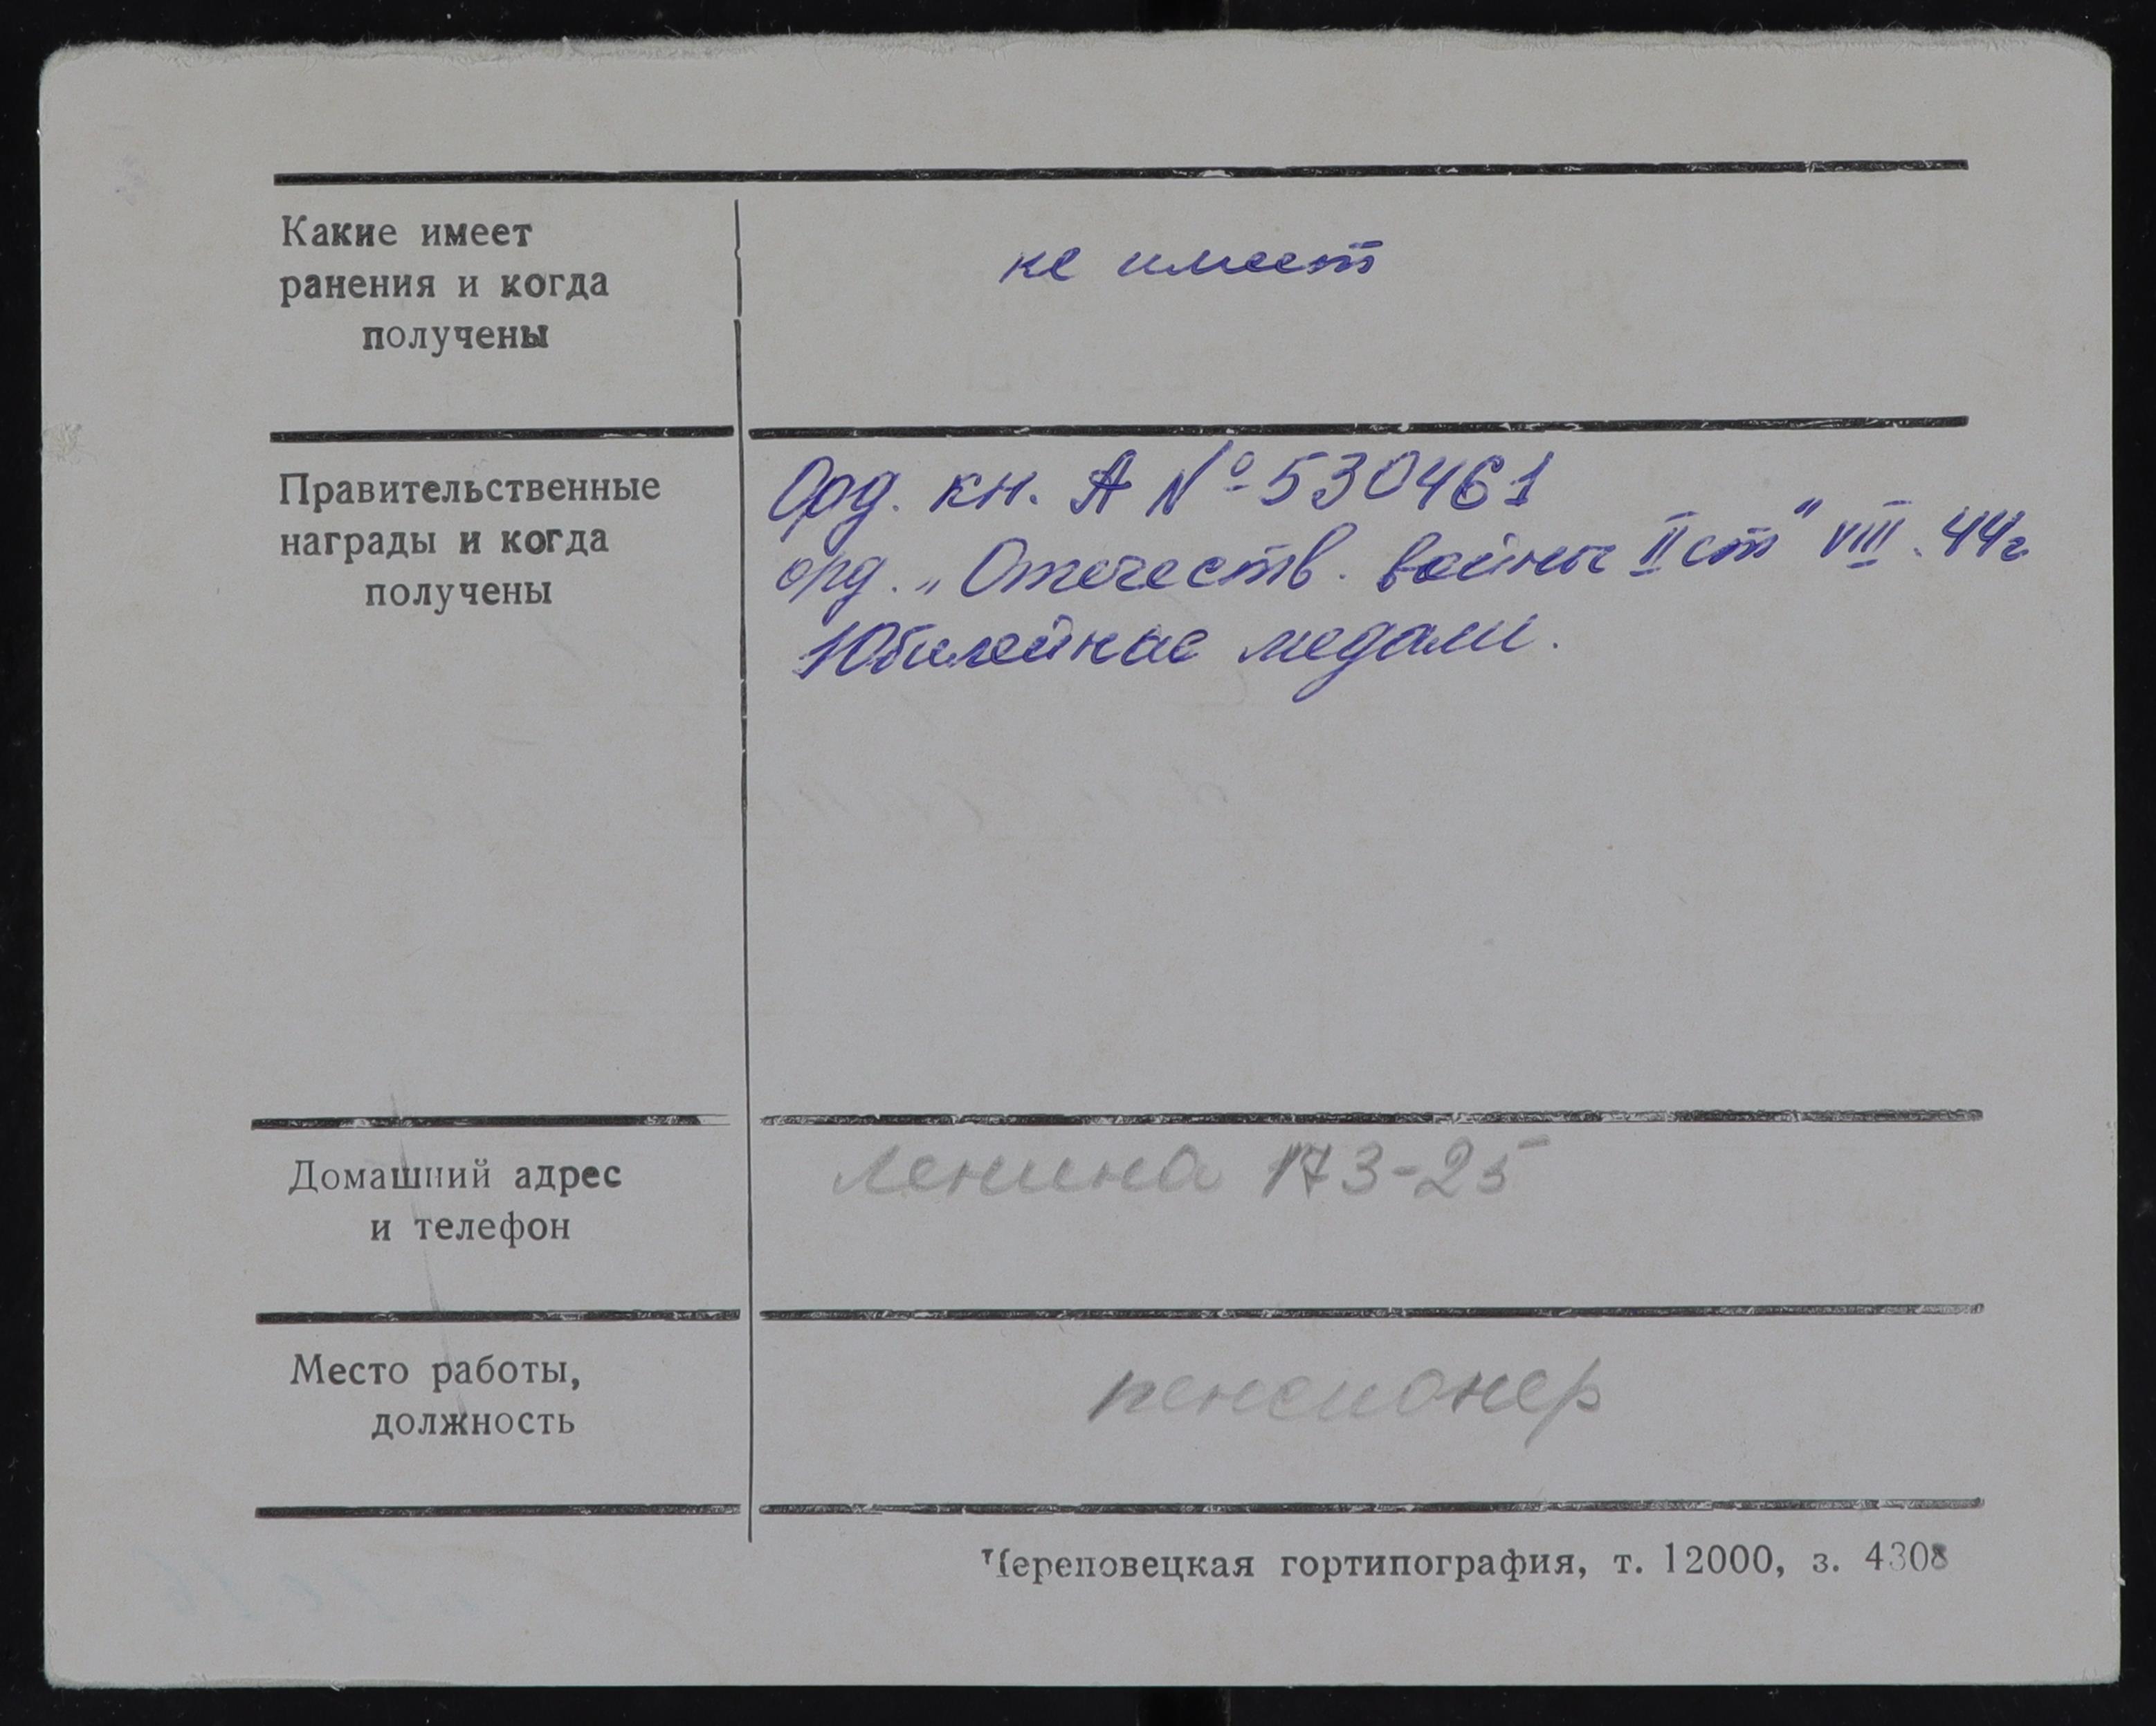 Какие имеет
ранения и когда
получены
не имеет
Правительственные
награды и когда
получены
Орд. кн. А № 530461
орд. „Отечеств. войны II ст" VIII. 44г
Юбилейные медали.
Домашний адрес
и телефон
Ленина 173-25
Место работы,
должность
пенсионер
Череповецкая гортипография, т. 12000, з. 4308